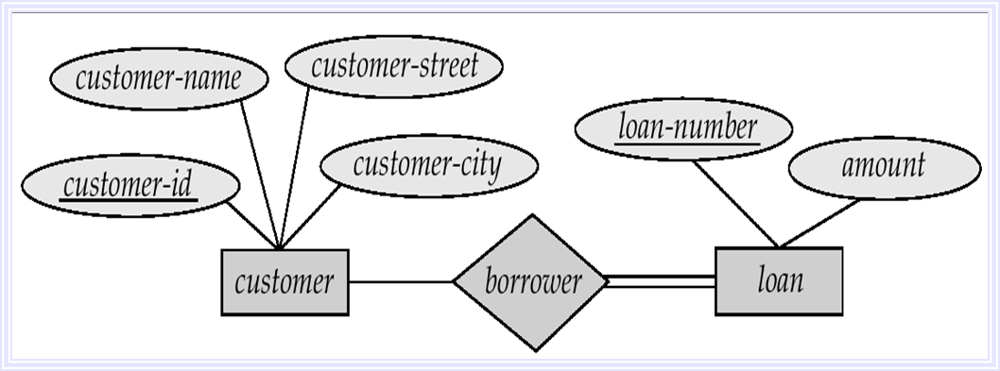 customer-name
customer-street
customer-id
customer-city
loan-number
amount
customer
borrower
loan